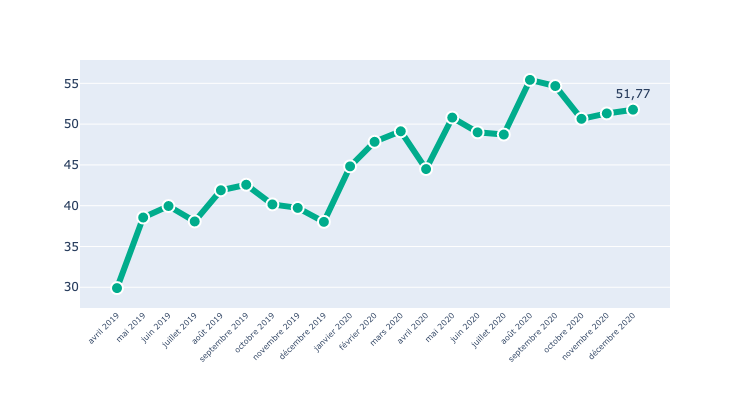 55
50
45
40
35
30
51,77
avril 2019
mai 2019
juin 2019
juillet 2019
août 2019
septembre 2019
octobre 2019
novembre 2019
décembre 2019
janvier 2020
février 2020
mars 2020
avril 2020
mai 2020
juin 2020
juillet 2020
août 2020
septembre 2020
octobre 2020
novembre 2020
décembre 2020